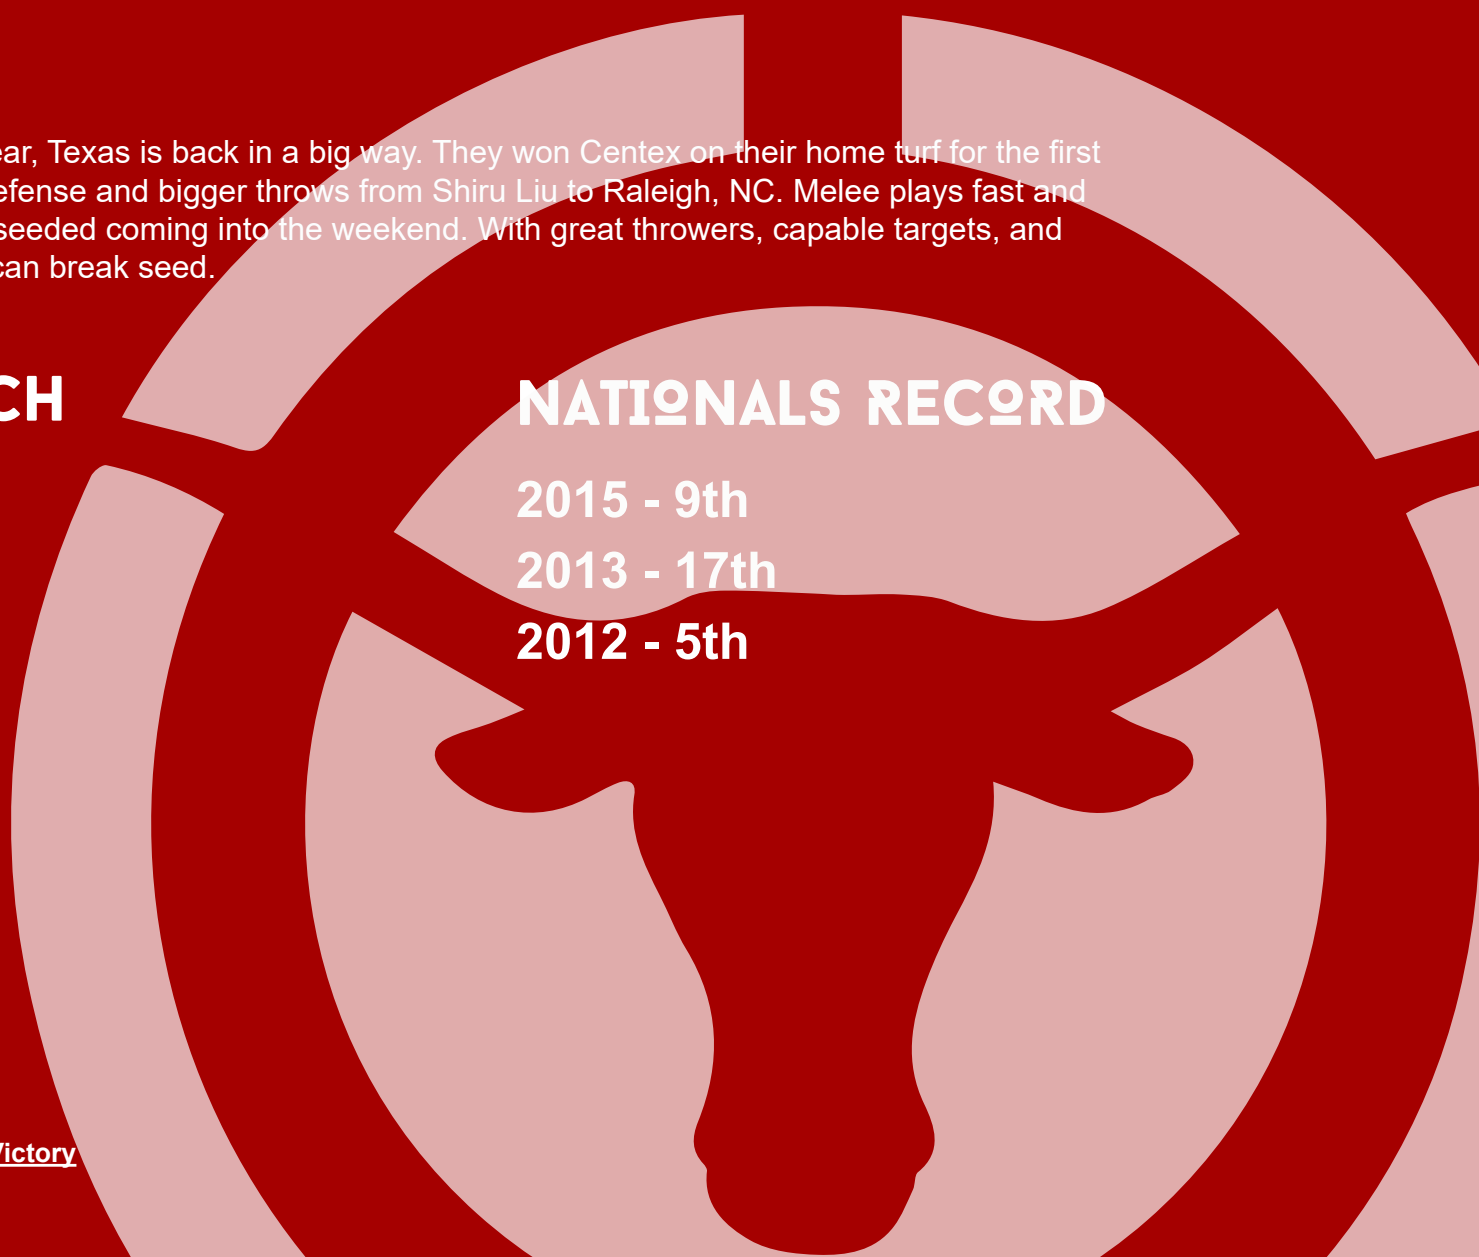 ear, Texas is back in a big way. They won Centex on their home turf for the first
efense and bigger throws from Shiru Liu to Raleigh, NC. Melee plays fast and
seeded coming into the weekend. With great throwers, capable targets, and
can break seed.
CH
NATIONALS RECORD
2015 - 9th
2013 - 17th
2012 - 5th
Victory